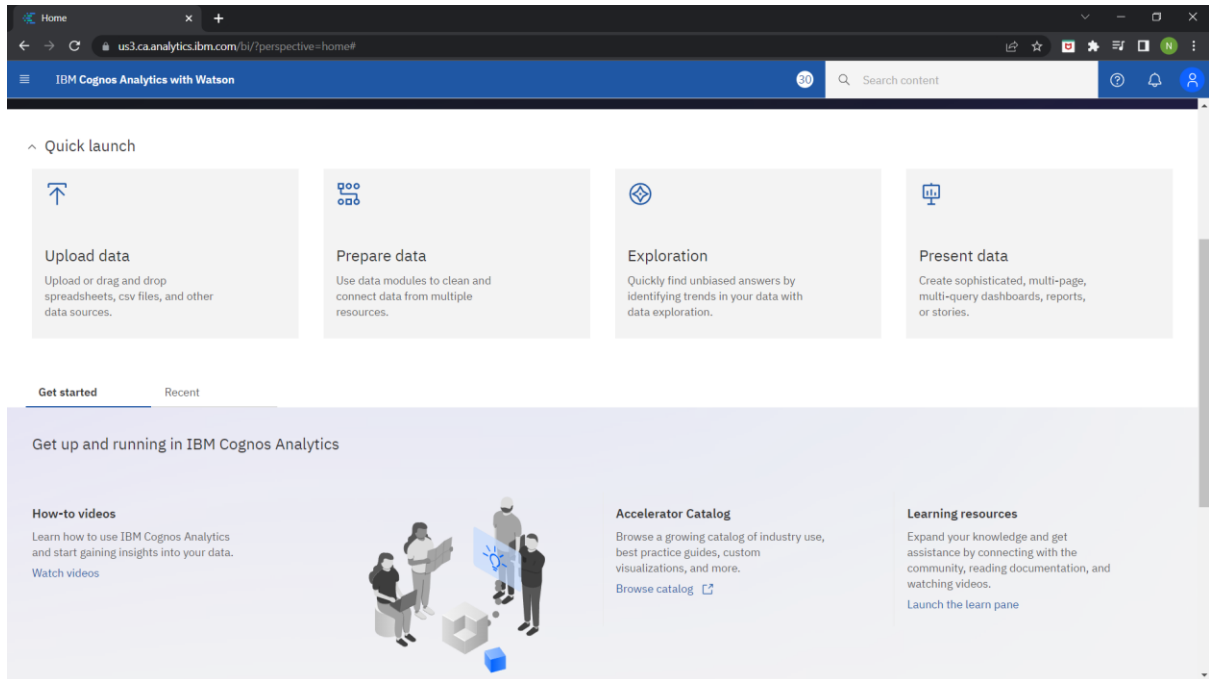 Home
us3.ca.analytics.ibm.com/bi/?perspective=home#
N
IBM Cognos Analytics with Watson
30
Search content
Quick launch
Upload data
Upload or drag and drop
spreadsheets, csv files, and other
data sources.
Prepare data
Use data modules to clean and
connect data from multiple
resources.
Exploration
Quickly find unbiased answers by
identifying trends in your data with
data exploration.
Present data
Create sophisticated, multi-page,
multi-query dashboards, reports,
or stories.
Get started
Recent
Get up and running in IBM Cognos Analytics
How-to videos
Learn how to use IBM Cognos Analytics
and start gaining insights into your data.
Watch videos
Accelerator Catalog
Browse a growing catalog of industry use,
best practice guides, custom
visualizations, and more.
Browse catalog
Learning resources
Expand your knowledge and get
assistance by connecting with the
community, reading documentation, and
watching videos.
Launch the learn pane